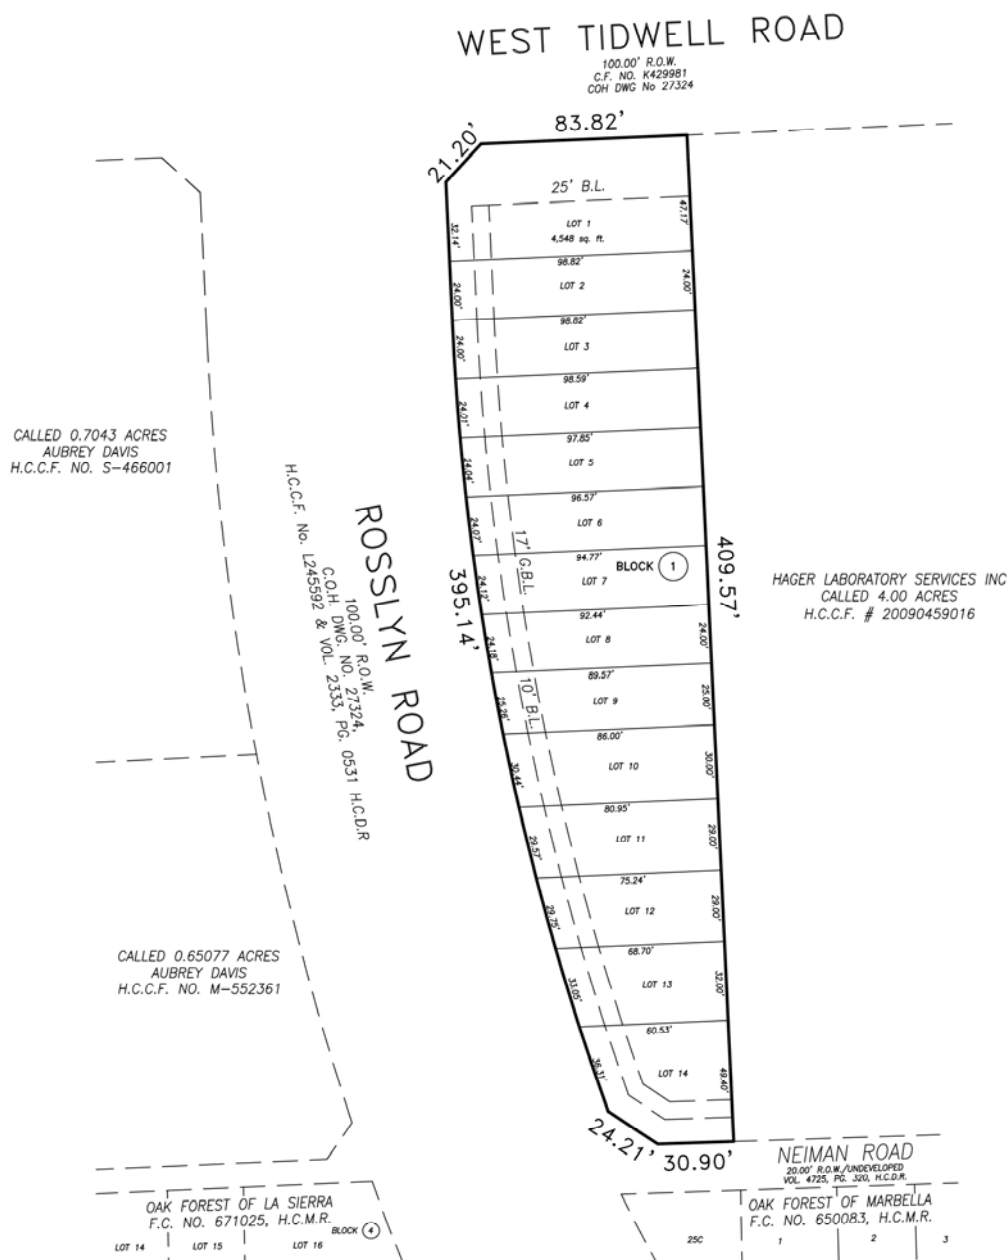 WEST TIDWELL ROAD
100.00' R.O.W.
C.F. NO. K429981
COH DWG No 27324
83.82'
21.20'
25' B.L.
47.17'
LOT 1
4,548 sq. ft.
32.14'
98.82'
LOT 2
24.00'
24.00'
98.82'
LOT 3
24.00'
98.59'
LOT 4
24.01'
97.85'
LOT 5
24.04'
96.57'
LOT 6
24.07'
17' G.B.L.
94.77'
BLOCK 1
LOT 7
24.12'
92.44'
LOT 8
24.18'
24.00'
89.57'
LOT 9
25.26'
25.00'
10' B.L.
86.00'
LOT 10
30.44'
30.00'
80.95'
LOT 11
29.57'
29.00'
75.24'
LOT 12
29.75'
29.00'
68.70'
LOT 13
33.05'
32.00'
60.53'
LOT 14
36.31'
49.40'
409.57'
395.14'
24.21'
30.90'
CALLED 0.7043 ACRES
AUBREY DAVIS
H.C.C.F. NO. S-466001
ROSSLYN ROAD
100.00' R.O.W.
C.O.H. DWG. NO. 27324,
H.C.C.F. No. L245592 & VOL. 2333, PG. 0531 H.C.D.R
HAGER LABORATORY SERVICES INC
CALLED 4.00 ACRES
H.C.C.F. # 20090459016
CALLED 0.65077 ACRES
AUBREY DAVIS
H.C.C.F. NO. M-552361
NEIMAN ROAD
20.00' R.O.W./UNDEVELOPED
VOL. 4725, PG. 320, H.C.D.R.
OAK FOREST OF LA SIERRA
F.C. NO. 671025, H.C.M.R.
BLOCK 4
LOT 14
LOT 15
LOT 16
OAK FOREST OF MARBELLA
F.C. NO. 650083, H.C.M.R.
25C
1
2
3